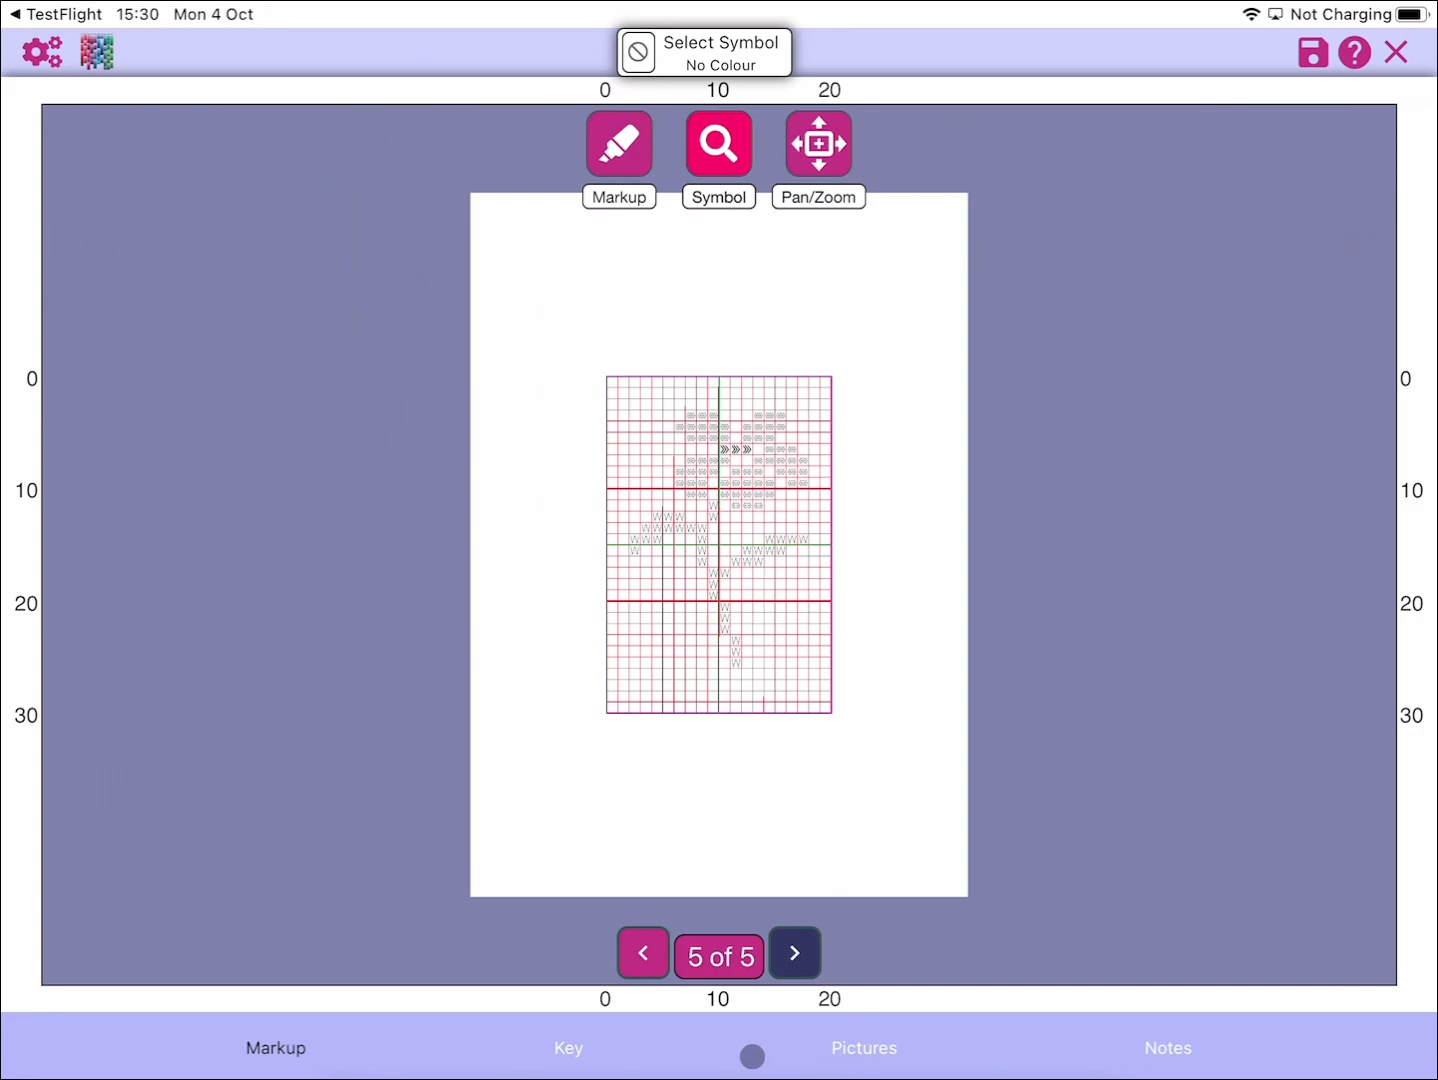 TestFlight 15:30 Mon 4 Oct Not Charging
Select Symbol
No Colour
0 10 20
Markup Symbol Pan/Zoom
0 0
10 10
20 20
30 30
5 of 5
0 10 20
Markup Key Pictures Notes